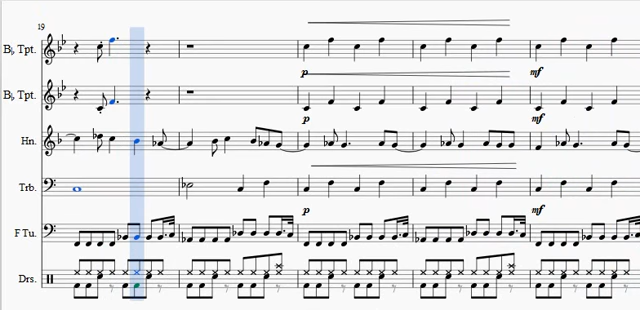 19
B♭ Tpt.
p
mf
B♭ Tpt.
p
mf
Hn.
Trb.
p
mf
F Tu.
Drs.